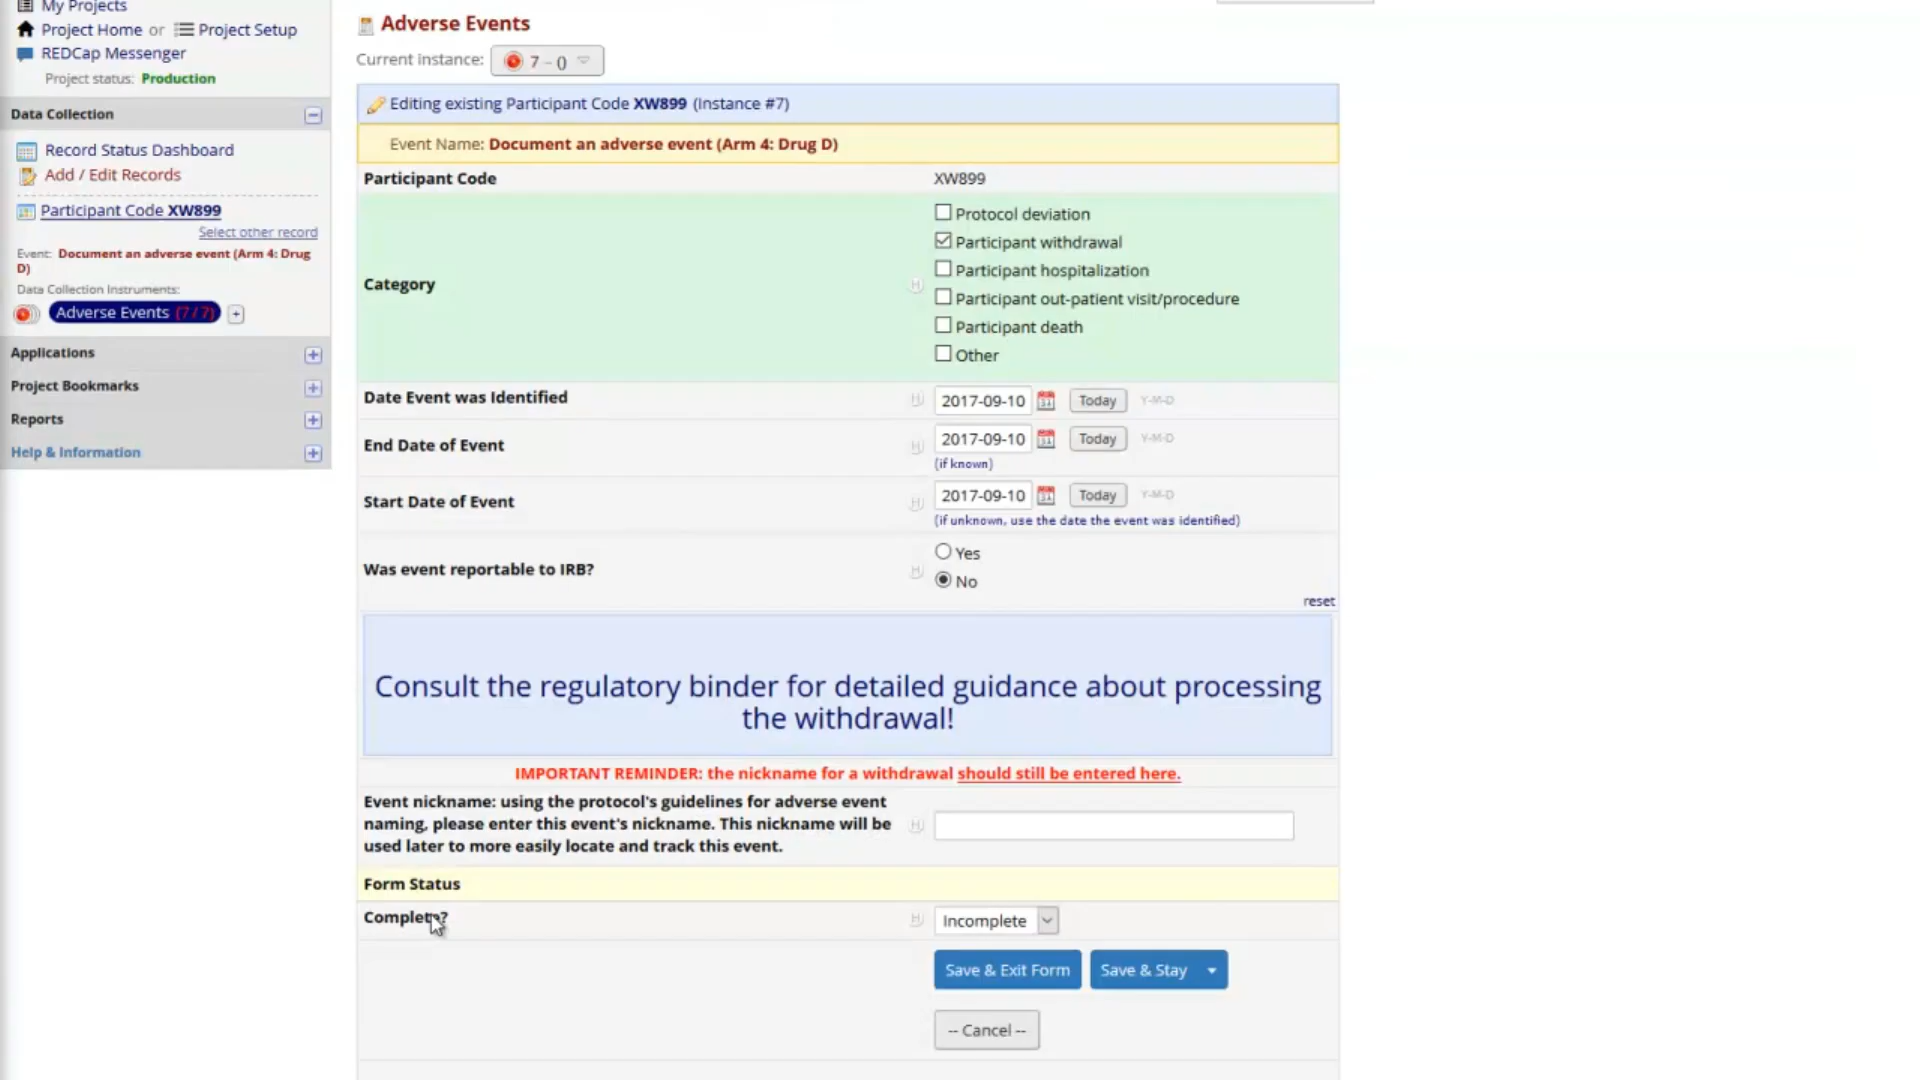 My Projects
Project Home or Project Setup
REDCap Messenger
Project status: Production
Data Collection
Record Status Dashboard
Add / Edit Records
Participant Code XW899
Select other record
Event: Document an adverse event (Arm 4: Drug
D)
Data Collection Instruments:
Adverse Events (7/7) +
Applications
Project Bookmarks
Reports
Help & Information
Adverse Events
Current instance: 7 - ()
Editing existing Participant Code XW899 (Instance #7)
Event Name: Document an adverse event (Arm 4: Drug D)
Participant Code XW899
Category
H
Protocol deviation
Participant withdrawal
Participant hospitalization
Participant out-patient visit/procedure
Participant death
Other
Date Event was Identified H 2017-09-10 31 Today Y-M-D
End Date of Event H 2017-09-10 31 Today Y-M-D
(if known)
Start Date of Event H 2017-09-10 31 Today Y-M-D
(if unknown, use the date the event was identified)
Was event reportable to IRB? H
Yes
No
reset
Consult the regulatory binder for detailed guidance about processing
the withdrawal!
IMPORTANT REMINDER: the nickname for a withdrawal should still be entered here.
Event nickname: using the protocol's guidelines for adverse event
naming, please enter this event's nickname. This nickname will be
used later to more easily locate and track this event.
H
Form Status
Complete? H Incomplete
Save & Exit Form Save & Stay
-- Cancel --